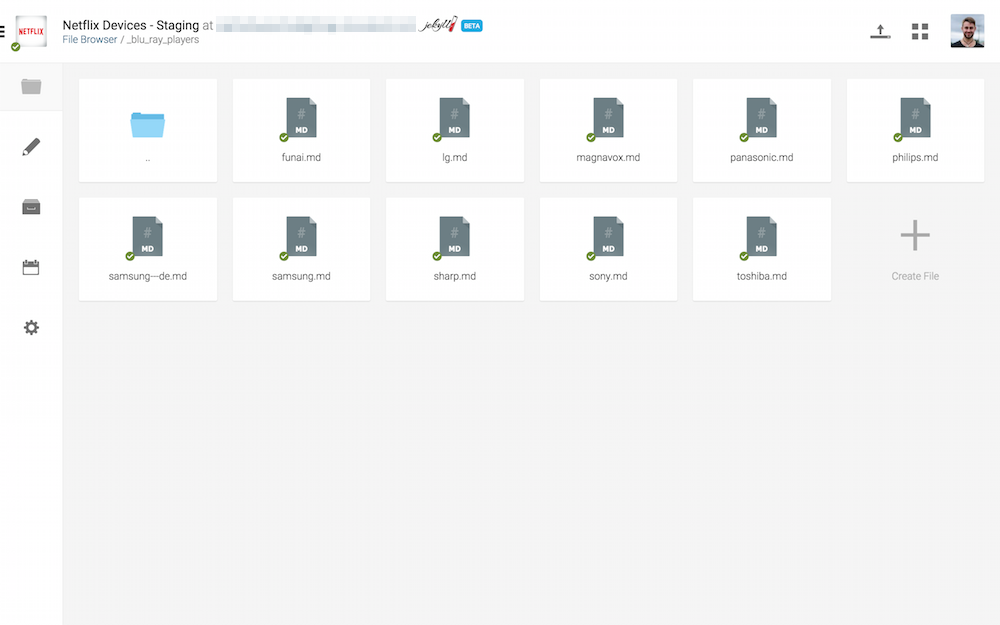 NETFLIX
Netflix Devices - Staging at
jekyll
BETA
File Browser / _blu_ray_players
..
# MD
funai.md
# MD
lg.md
# MD
magnavox.md
# MD
panasonic.md
# MD
philips.md
# MD
samsung---de.md
# MD
samsung.md
# MD
sharp.md
# MD
sony.md
# MD
toshiba.md
Create File